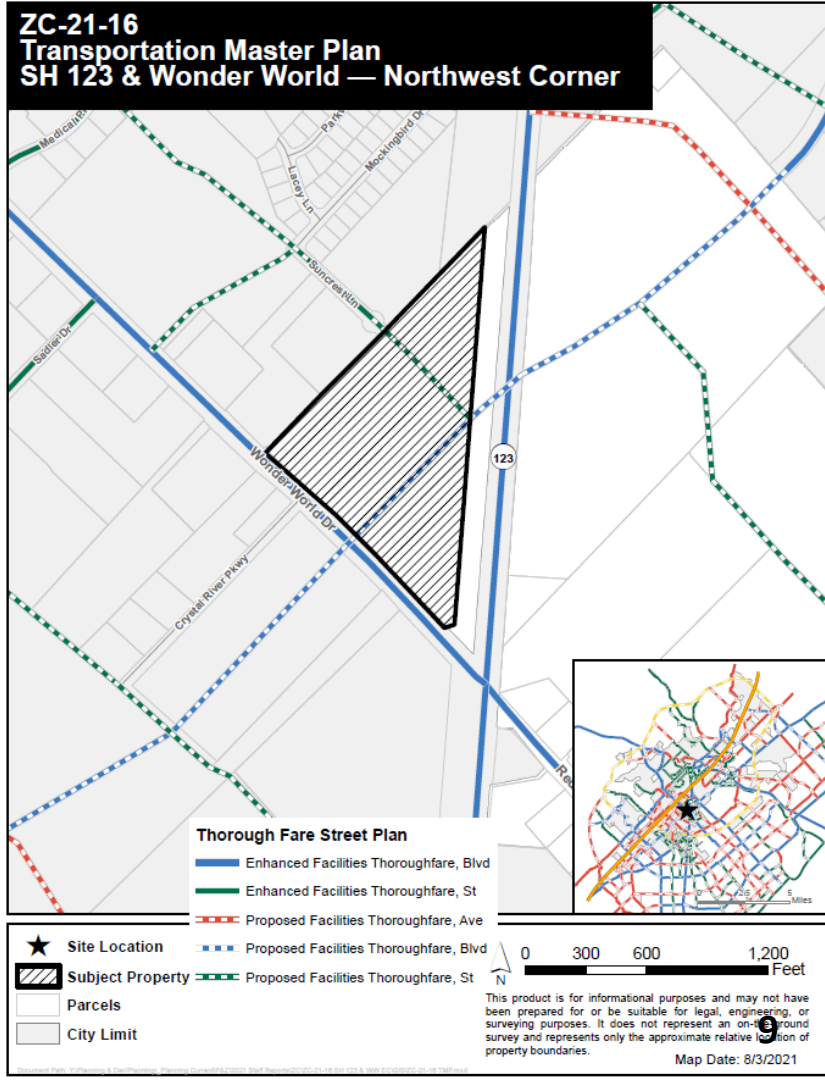 ZC-21-16
Transportation Master Plan
SH 123 & Wonder World — Northwest Corner
Medical
Lacey Ln
Mockingbird Dr
Suncrest Ln
Sadler Dr
Wonder World Dr
123
Crystal River Pkwy
Thorough Fare Street Plan
Enhanced Facilities Thoroughfare, Blvd
Enhanced Facilities Thoroughfare, St
Proposed Facilities Thoroughfare, Ave
Proposed Facilities Thoroughfare, Blvd
Proposed Facilities Thoroughfare, St
0 2.5 5
Miles
Site Location
Subject Property
Parcels
City Limit
N
0 300 600 1,200
Feet
This product is for informational purposes and may not have
been prepared for or be suitable for legal, engineering, or
surveying purposes. It does not represent an on-the-ground
survey and represents only the approximate relative location of
property boundaries.
9
Map Date: 8/3/2021